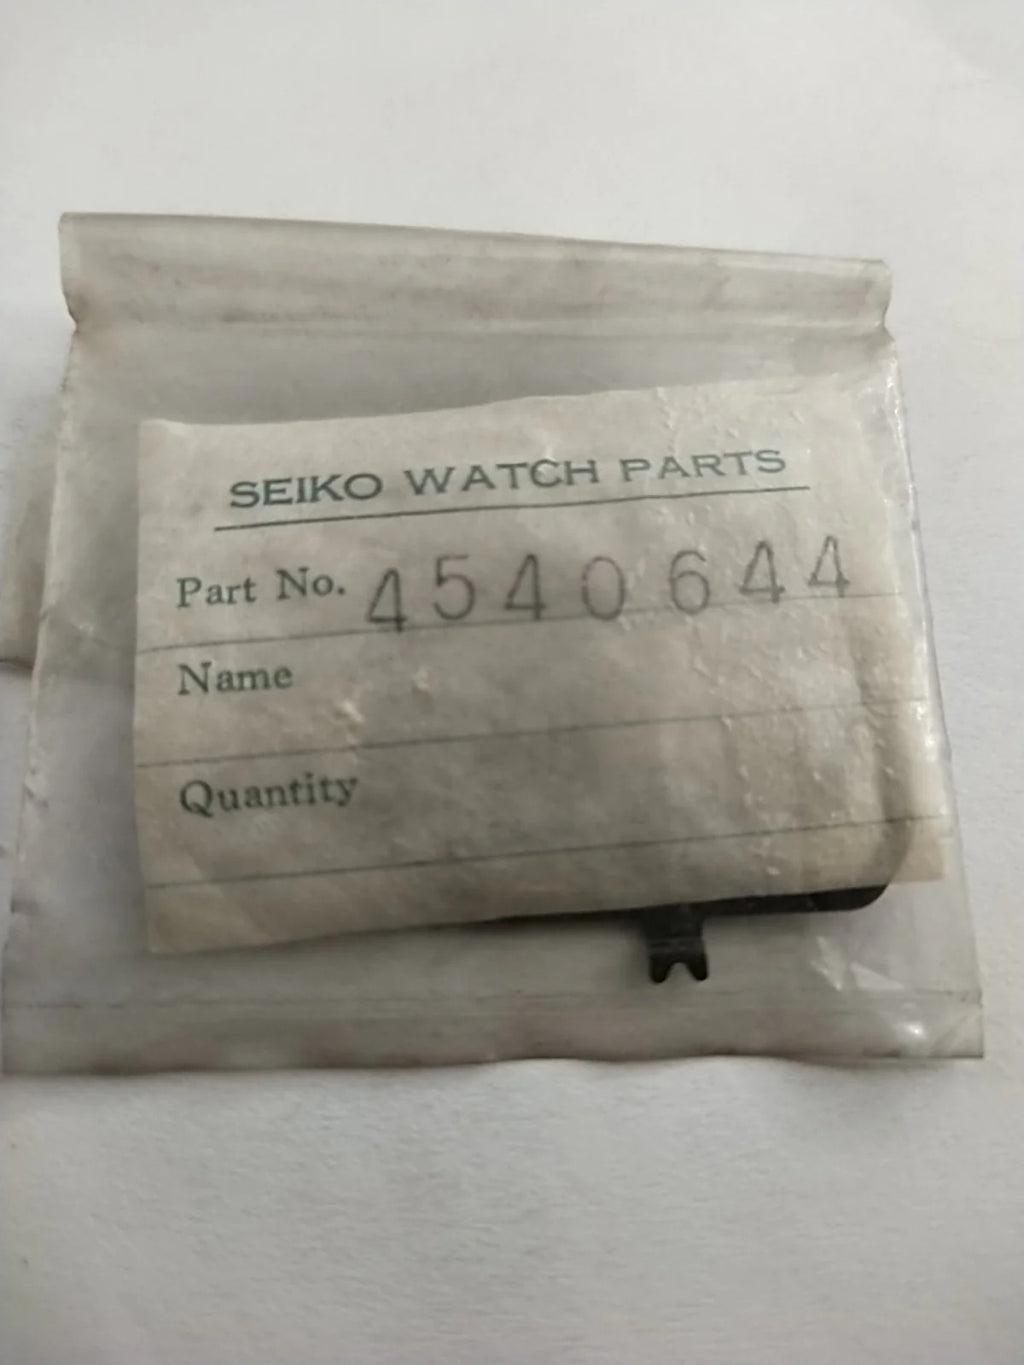 SEIKO WATCH PARTS
Part No. 4540644
Name
Quantity